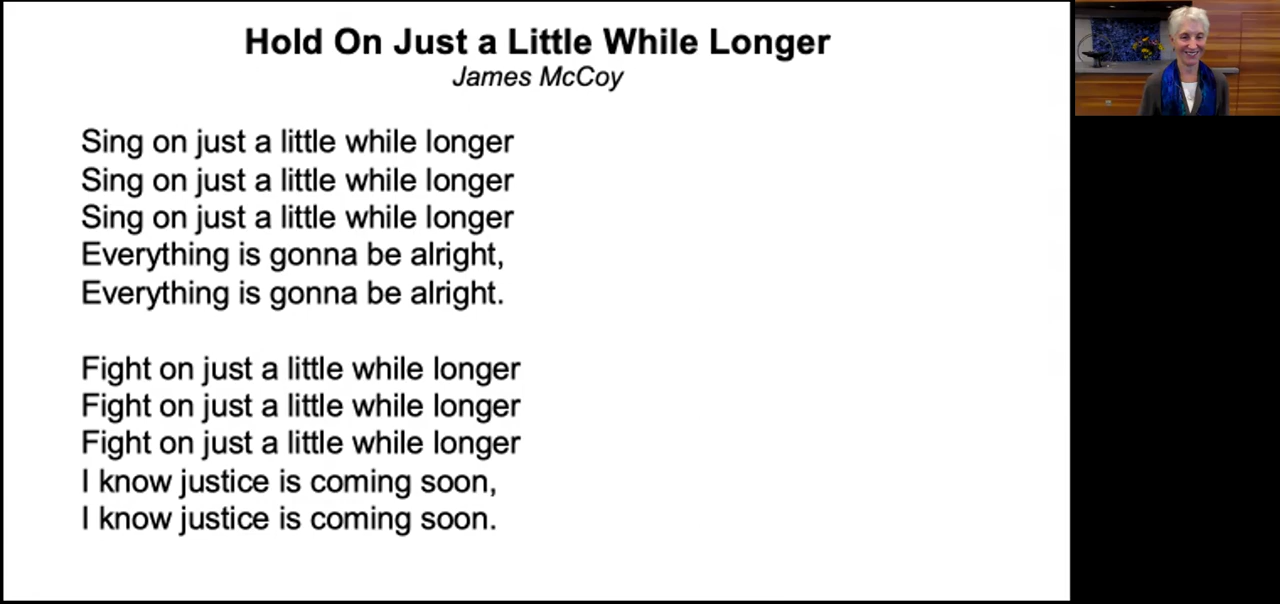 Hold On Just a Little While Longer
James McCoy
Sing on just a little while longer
Sing on just a little while longer
Sing on just a little while longer
Everything is gonna be alright,
Everything is gonna be alright.
Fight on just a little while longer
Fight on just a little while longer
Fight on just a little while longer
I know justice is coming soon,
I know justice is coming soon.